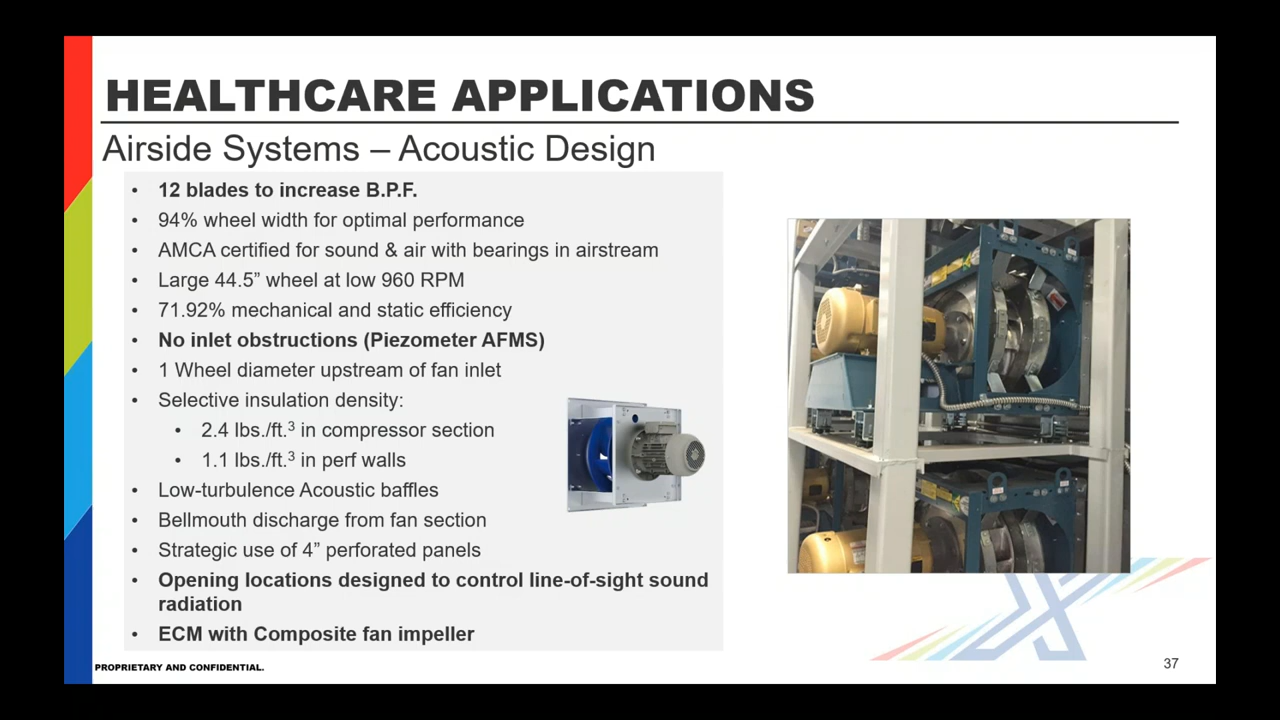 HEALTHCARE APPLICATIONS
Airside Systems – Acoustic Design
• 12 blades to increase B.P.F.
• 94% wheel width for optimal performance
• AMCA certified for sound & air with bearings in airstream
• Large 44.5” wheel at low 960 RPM
• 71.92% mechanical and static efficiency
• No inlet obstructions (Piezometer AFMS)
• 1 Wheel diameter upstream of fan inlet
• Selective insulation density:
• 2.4 lbs./ft.³ in compressor section
• 1.1 lbs./ft.³ in perf walls
• Low-turbulence Acoustic baffles
• Bellmouth discharge from fan section
• Strategic use of 4” perforated panels
• Opening locations designed to control line-of-sight sound
radiation
• ECM with Composite fan impeller
PROPRIETARY AND CONFIDENTIAL.
37